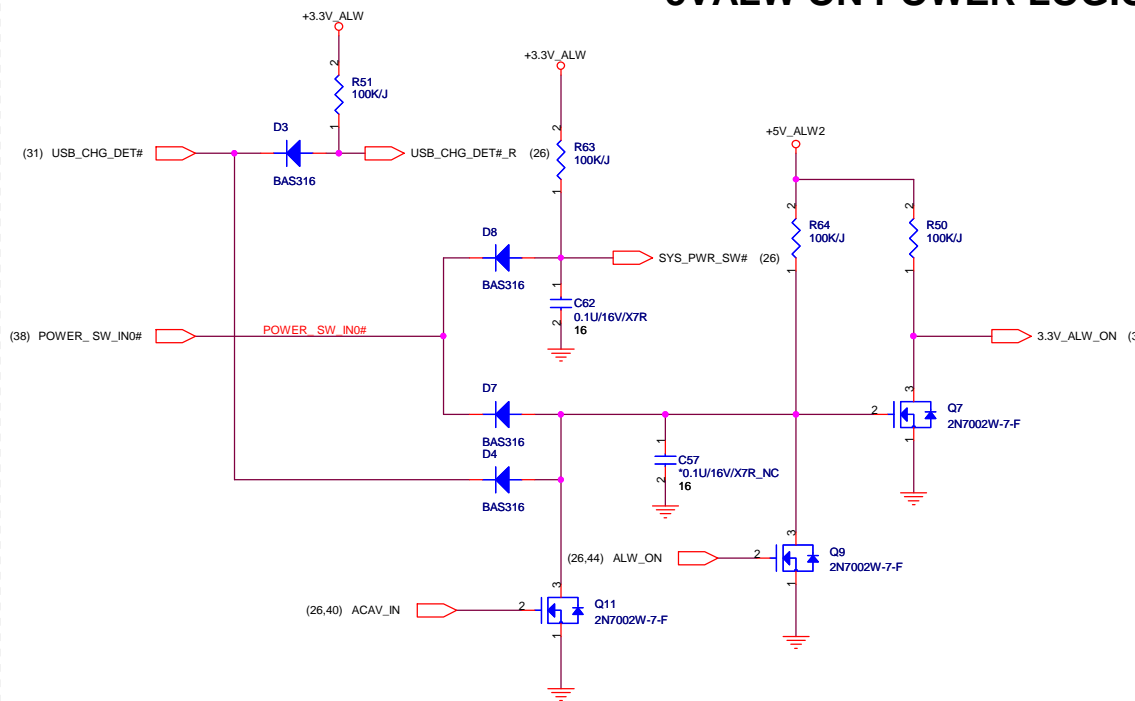 +3.3V_ALW
R51
100K/J
2
1
D3
BAS316
(31) USB_CHG_DET#
USB_CHG_DET#_R (26)
+3.3V_ALW
2
R63
100K/J
1
D8
BAS316
SYS_PWR_SW# (26)
1
C62
0.1U/16V/X7R
2
16
(38) POWER_ SW_IN0#
POWER_ SW_IN0#
+5V_ALW2
2
R64
100K/J
1
2
R50
100K/J
1
3.3V_ALW_ON
D7
BAS316
D4
BAS316
1
C57
*0.1U/16V/X7R_NC
2
16
3
2
Q7
2N7002W-7-F
1
(26,44) ALW_ON
3
2
Q9
2N7002W-7-F
1
(26,40) ACAV_IN
3
2
Q11
2N7002W-7-F
1